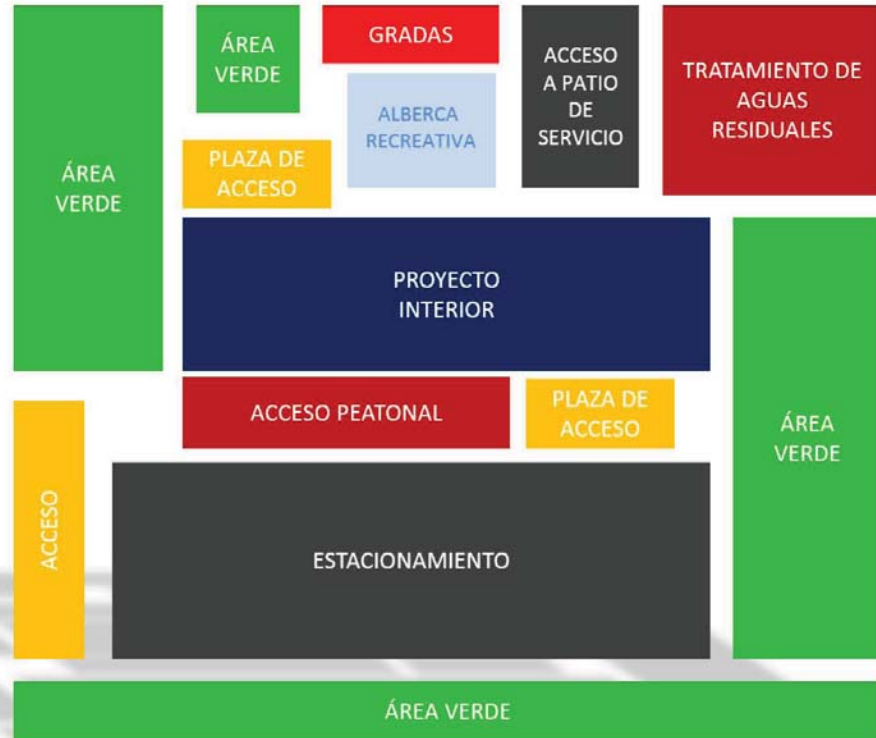 ÁREA
VERDE
ÁREA
VERDE
GRADAS
ALBERCA
RECREATIVA
ACCESO
A PATIO
DE
SERVICIO
TRATAMIENTO DE
AGUAS
RESIDUALES
PLAZA DE
ACCESO
PROYECTO
INTERIOR
ACCESO PEATONAL
PLAZA DE
ACCESO
ÁREA
VERDE
ACCESO
ESTACIONAMIENTO
ÁREA VERDE